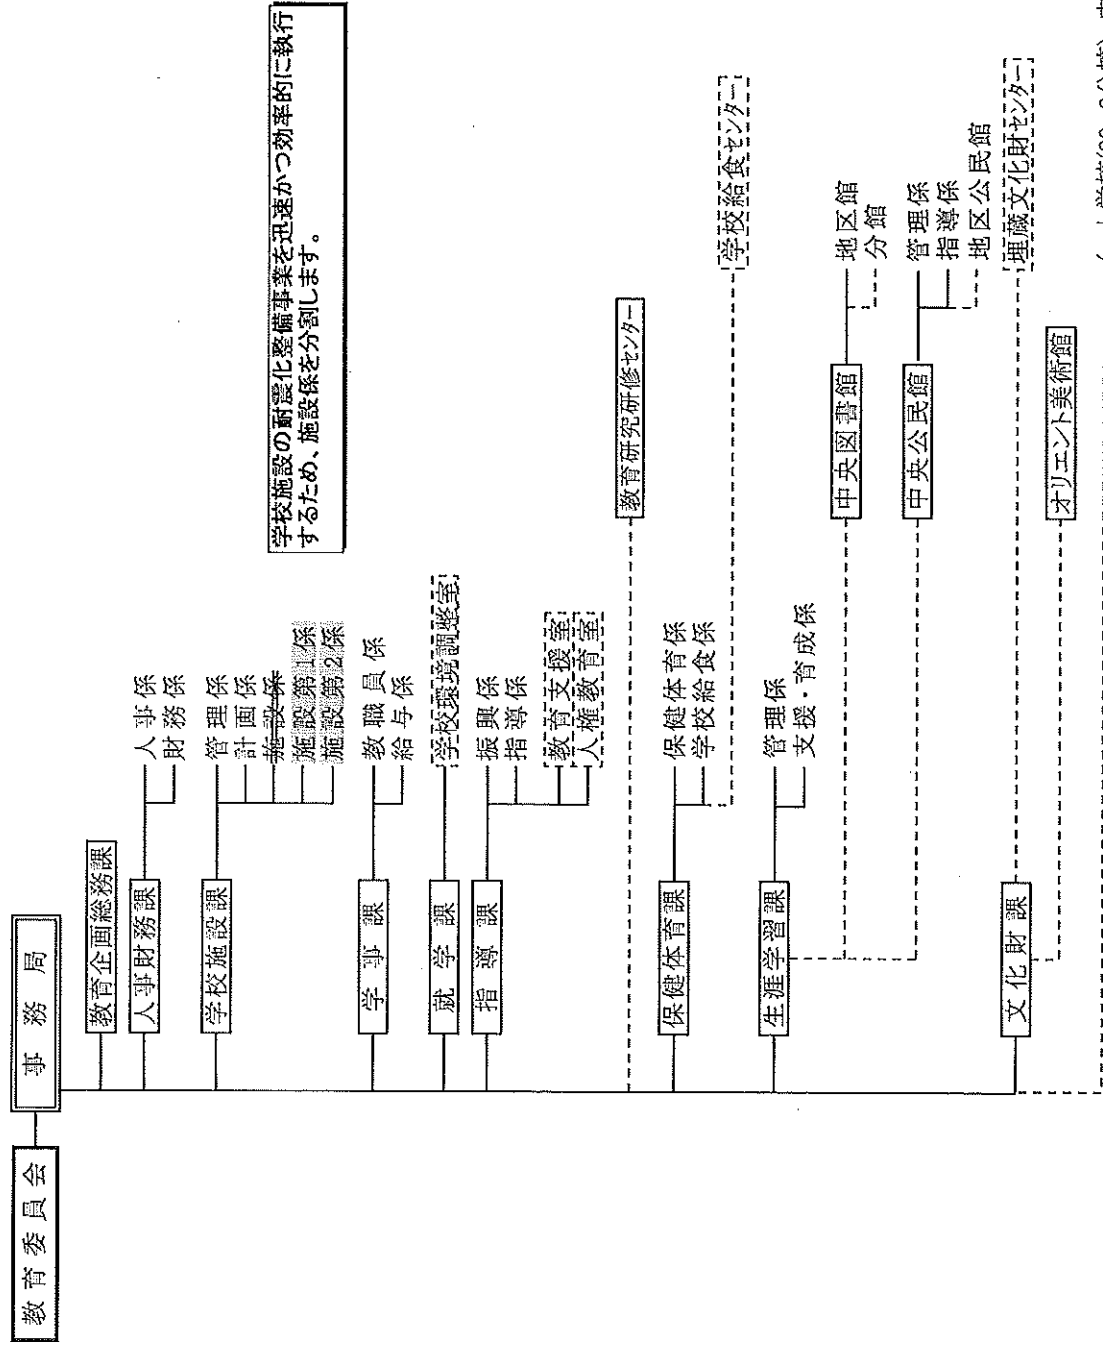 教育委員会
事務局
教育企画総務課
人事財務課
人事係
財務係
学校施設課
管理係
計画係
施設係
施設第1係
施設第2係
学校施設の耐震化整備事業を迅速かつ効率的に執行
するため、施設係を分割します。
学事課
教職員係
給与係
就学課
学校環境調整室
指導課
振興係
指導係
教育支援室
人権教育室
教育研究研修センター
保健体育課
保健体育係
学校給食係
学校給食センター
生涯学習課
管理係
支援・育成係
中央図書館
地区館
分館
中央公民館
管理係
指導係
地区公民館
文化財課
埋蔵文化財センター
オリエント美術館